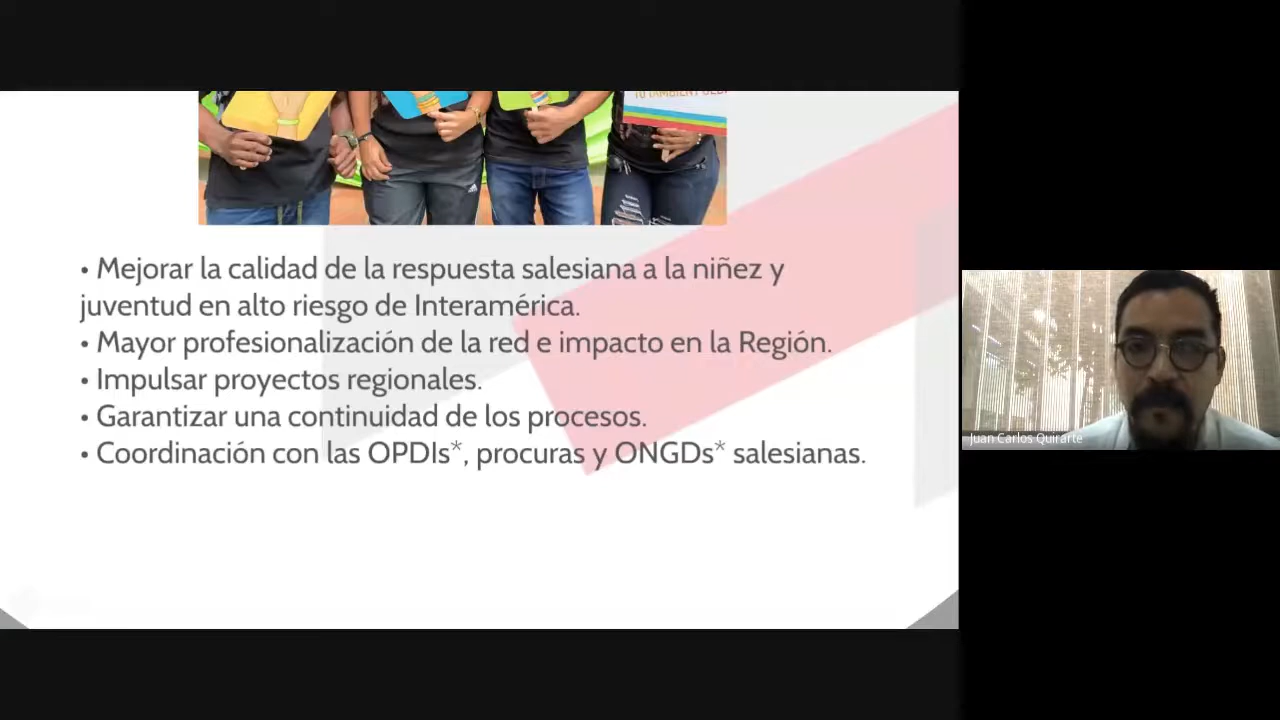 • Mejorar la calidad de la respuesta salesiana a la niñez y
juventud en alto riesgo de Interamérica.
• Mayor profesionalización de la red e impacto en la Región.
• Impulsar proyectos regionales.
• Garantizar una continuidad de los procesos.
• Coordinación con las OPDIs*, procuras y ONGDs* salesianas.
Juan Carlos Quirarte